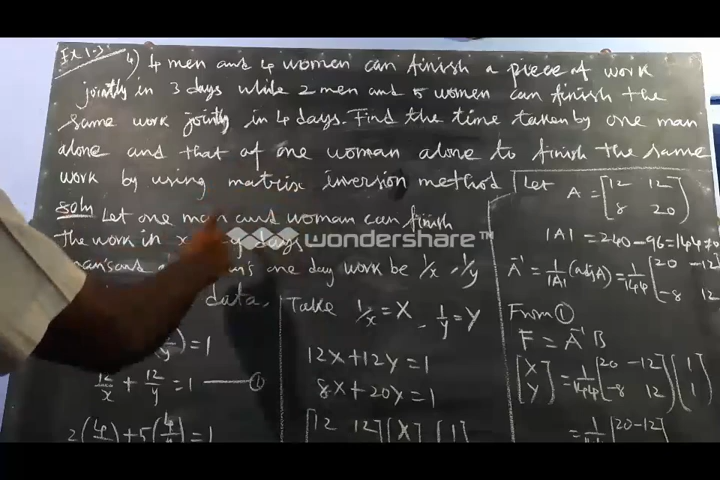 Ex 1.3
4) 4 men and 4 women can finish a piece of work
jointly in 3 days while 2 men and 5 women can finish the
same work jointly in 4 days. Find the time taken by one man
alone and that of one woman alone to finish the same
work by using matrix inversion method
Soln Let one man and woman can finish
the work in x y days
one day work be 1/x, 1/y
data,
) = 1
12/x + 12/y = 1 —— ①
2(4/ ) + 5(4/ ) = 1
Take 1/x = X, 1/y = Y
12X + 12Y = 1
8X + 20Y = 1
[12 12] [X] [1]
Let A = [12 12
8 20]
|A| = 240 - 96 = 144 ≠ 0
A⁻¹ = 1/|A| (adj A) = 1/144 [20 -12
-8 12]
From ①
F = A⁻¹ B
[X
Y] = 1/144 [20 -12
-8 12] [1
1]
= 1/144 [20-12
wondershare™